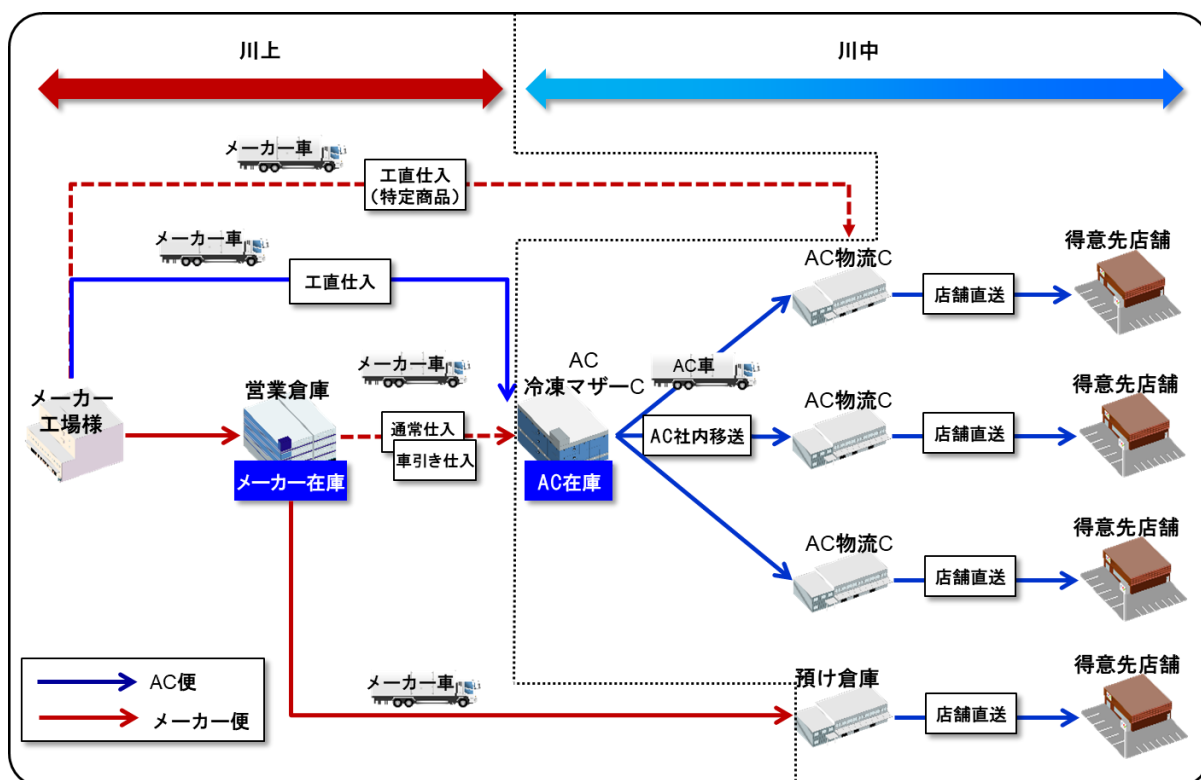 川上
川中
メーカー車
工直仕入
（特定商品）
メーカー車
工直仕入
AC物流C
店舗直送
得意先店舗
メーカー
工場様
営業倉庫
メーカー在庫
メーカー車
通常仕入
車引き仕入
AC
冷凍マザーC
AC在庫
AC車
AC社内移送
AC物流C
店舗直送
得意先店舗
AC物流C
店舗直送
得意先店舗
AC便
メーカー便
メーカー車
預け倉庫
店舗直送
得意先店舗